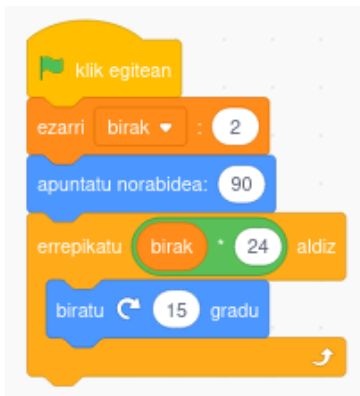 klik egitean
ezarri birak : 2
apuntatu norabidea: 90
errepikatu birak * 24 aldiz
biratu 15 gradu